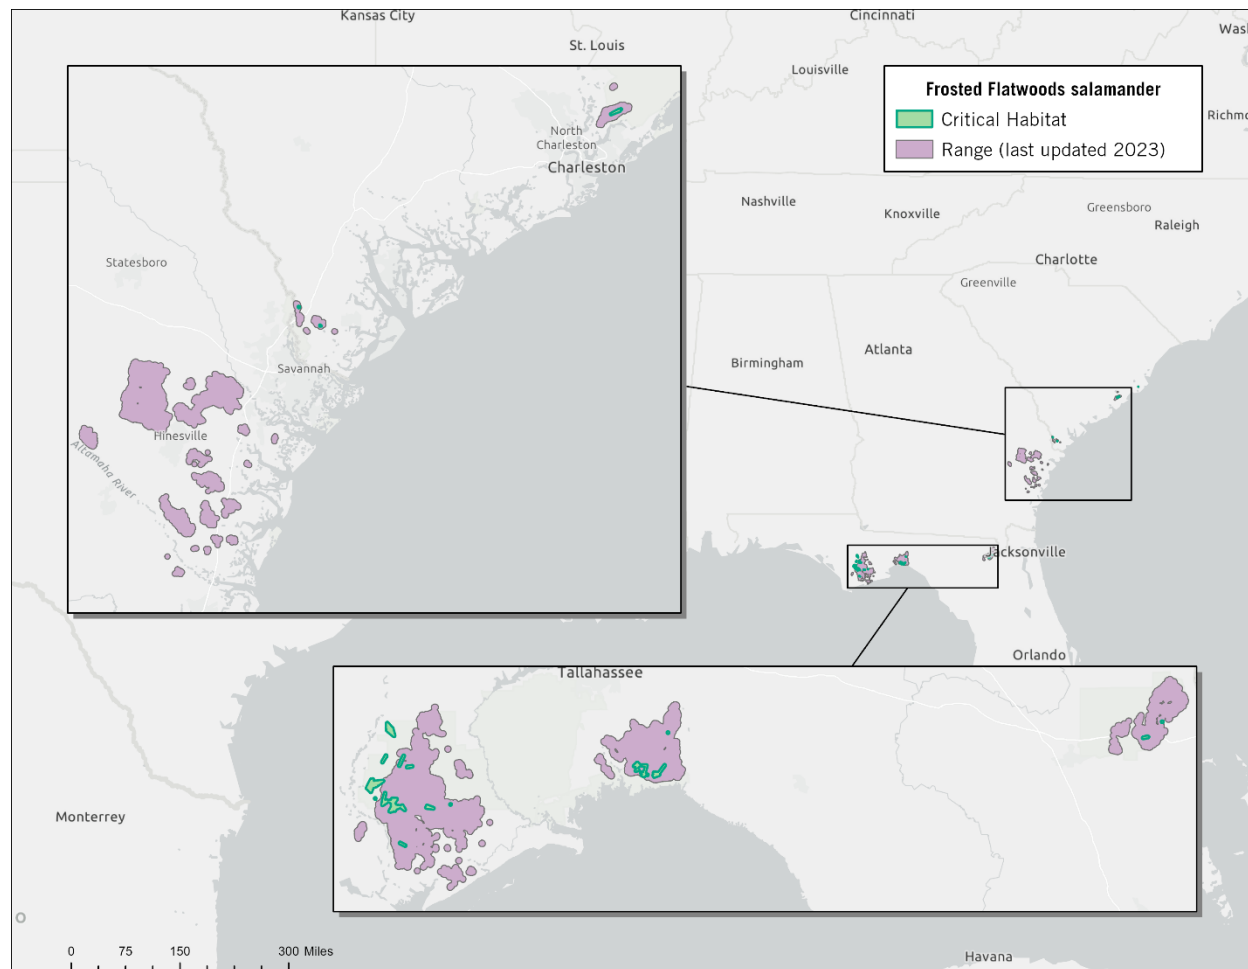 Kansas City
Cincinnati
Wash
St. Louis
Louisville
Frosted Flatwoods salamander
Critical Habitat
Range (last updated 2023)
Richmo
North
Charleston
Charleston
Nashville
Knoxville
Greensboro
Raleigh
Statesboro
Charlotte
Greenville
Savannah
Birmingham
Atlanta
Hinesville
Altamaha River
Jacksonville
Orlando
Tallahassee
Monterrey
0 75 150 300 Miles
Havana